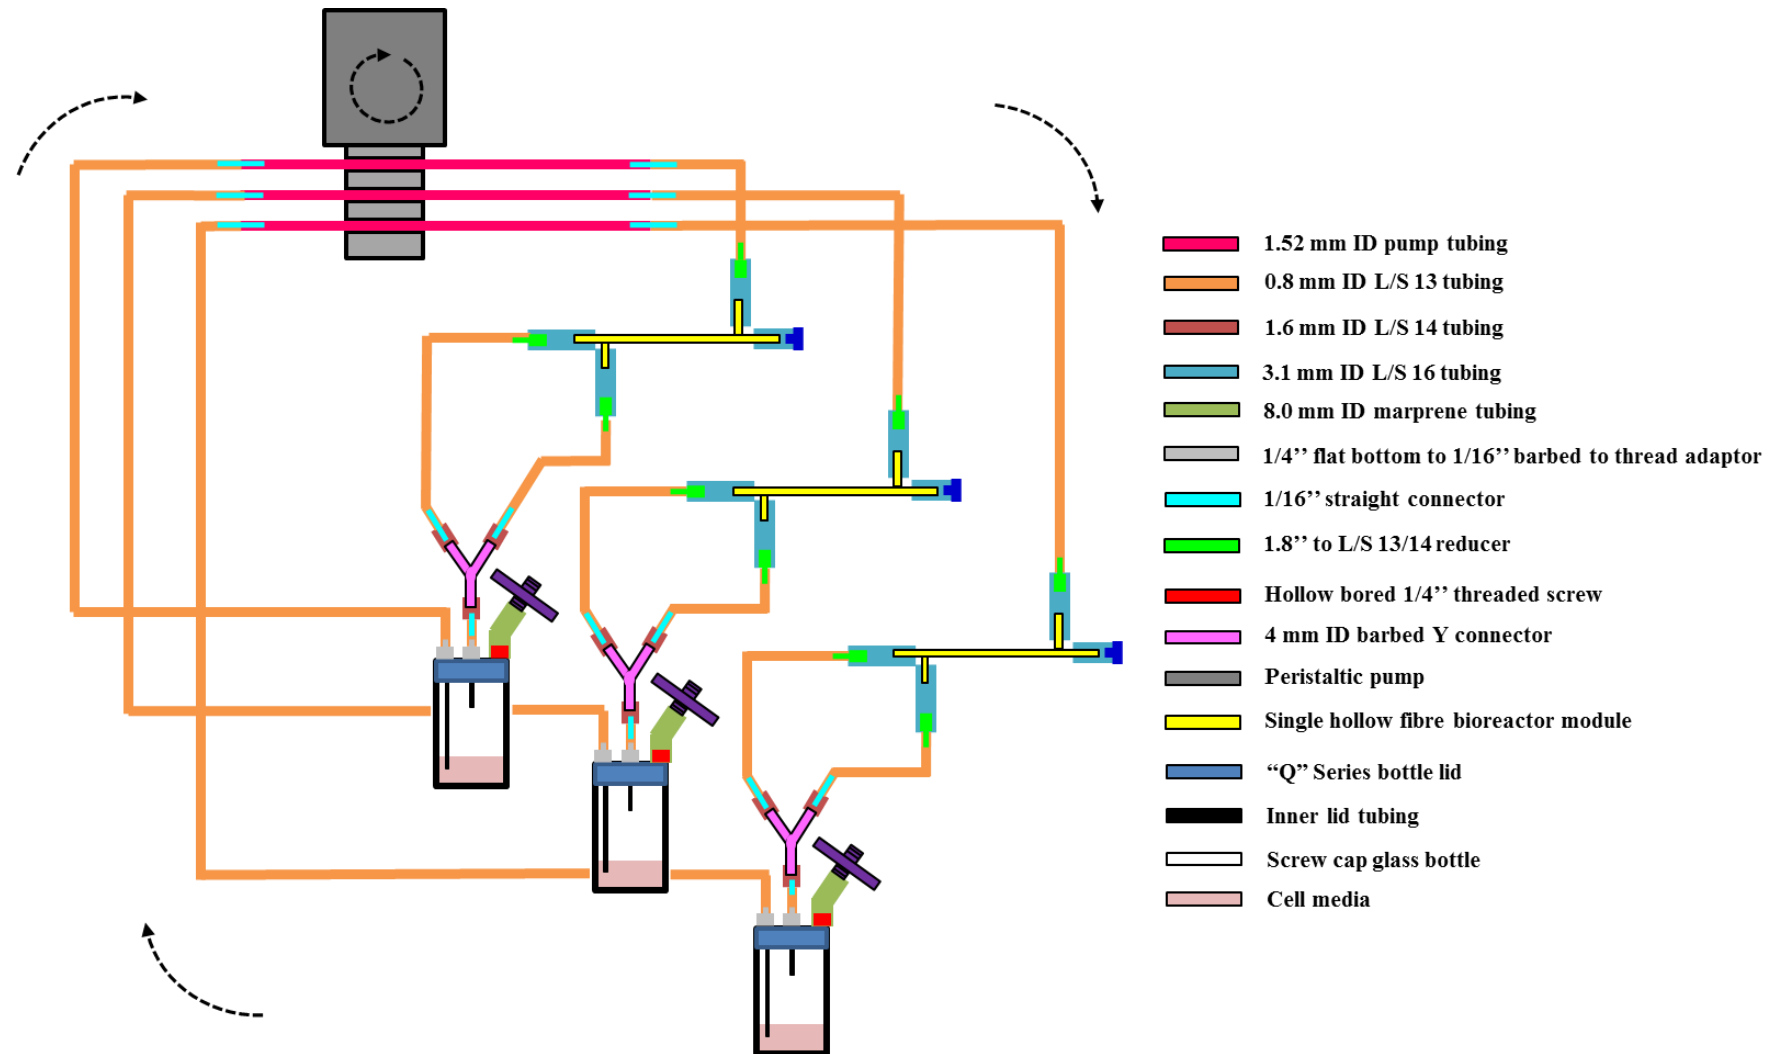 1.52 mm ID pump tubing
0.8 mm ID L/S 13 tubing
1.6 mm ID L/S 14 tubing
3.1 mm ID L/S 16 tubing
8.0 mm ID marprene tubing
1/4’’ flat bottom to 1/16’’ barbed to thread adaptor
1/16’’ straight connector
1.8’’ to L/S 13/14 reducer
Hollow bored 1/4’’ threaded screw
4 mm ID barbed Y connector
Peristaltic pump
Single hollow fibre bioreactor module
“Q” Series bottle lid
Inner lid tubing
Screw cap glass bottle
Cell media